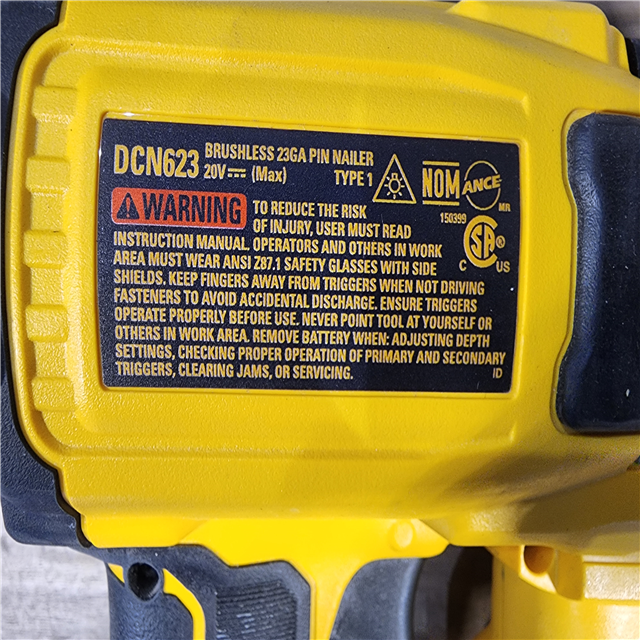 DCN623 BRUSHLESS 23GA PIN NAILER
20V⎓ (Max) TYPE 1
NOM ANCE
MR
150399
WARNING TO REDUCE THE RISK
OF INJURY, USER MUST READ
INSTRUCTION MANUAL. OPERATORS AND OTHERS IN WORK
AREA MUST WEAR ANSI Z87.1 SAFETY GLASSES WITH SIDE
SHIELDS. KEEP FINGERS AWAY FROM TRIGGERS WHEN NOT DRIVING
FASTENERS TO AVOID ACCIDENTAL DISCHARGE. ENSURE TRIGGERS
OPERATE PROPERLY BEFORE USE. NEVER POINT TOOL AT YOURSELF OR
OTHERS IN WORK AREA. REMOVE BATTERY WHEN: ADJUSTING DEPTH
SETTINGS, CHECKING PROPER OPERATION OF PRIMARY AND SECONDARY
TRIGGERS, CLEARING JAMS, OR SERVICING.
SA®
C US
ID